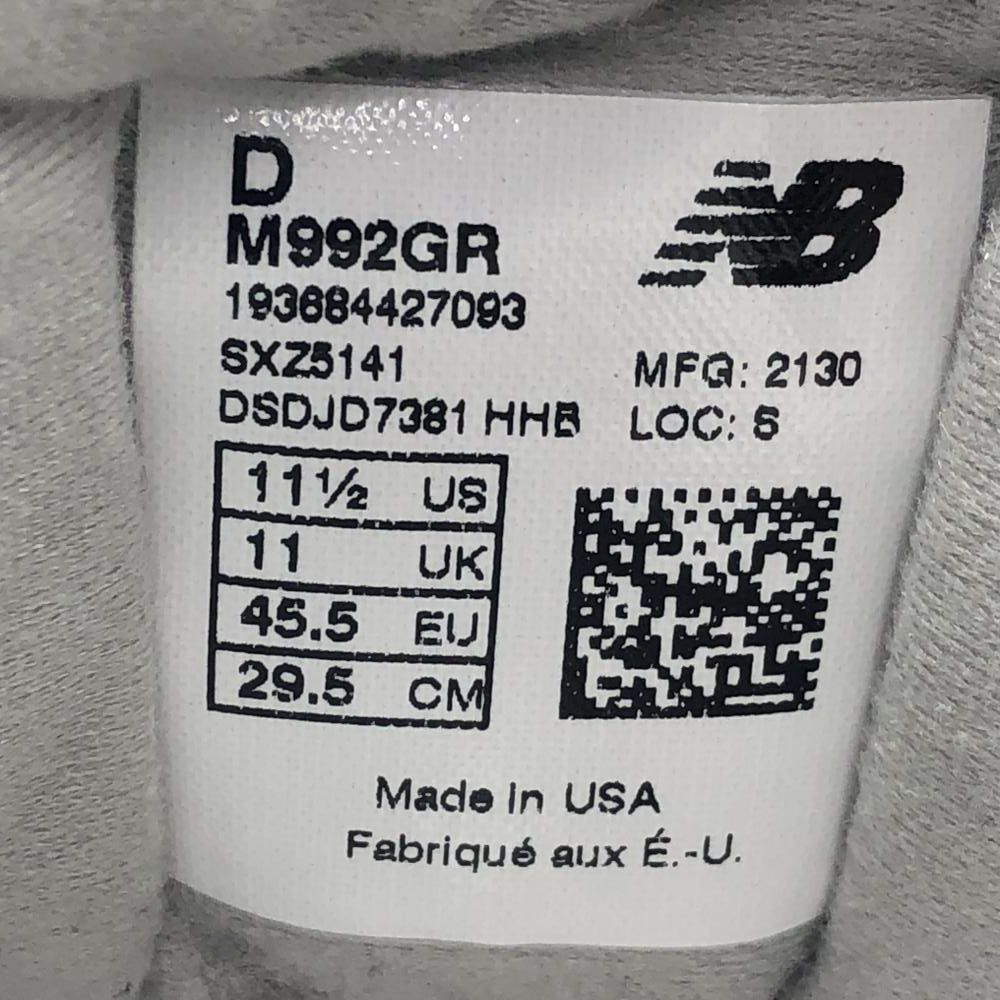 D
NB
M992GR
193684427093
SXZ5141
MFG: 2130
DSDJD7381 HHB
LOC: S
11½ US
11 UK
45.5 EU
29.5 CM
Made in USA
Fabriqué aux É.-U.